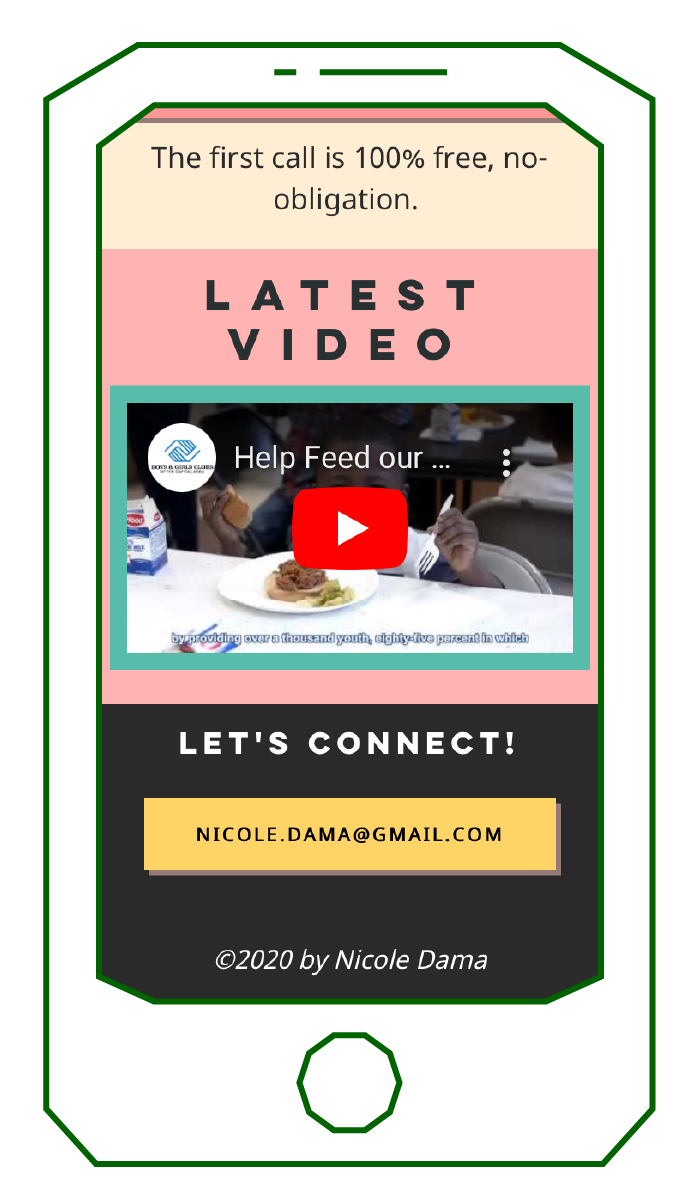 The first call is 100% free, no-
obligation.
LATEST
VIDEO
BOYS & GIRLS CLUBS
OF THE CAPITAL AREA
Help Feed our ...
Hood
by providing over a thousand youth, eighty-five percent in which
LET'S CONNECT!
NICOLE.DAMA@GMAIL.COM
©2020 by Nicole Dama